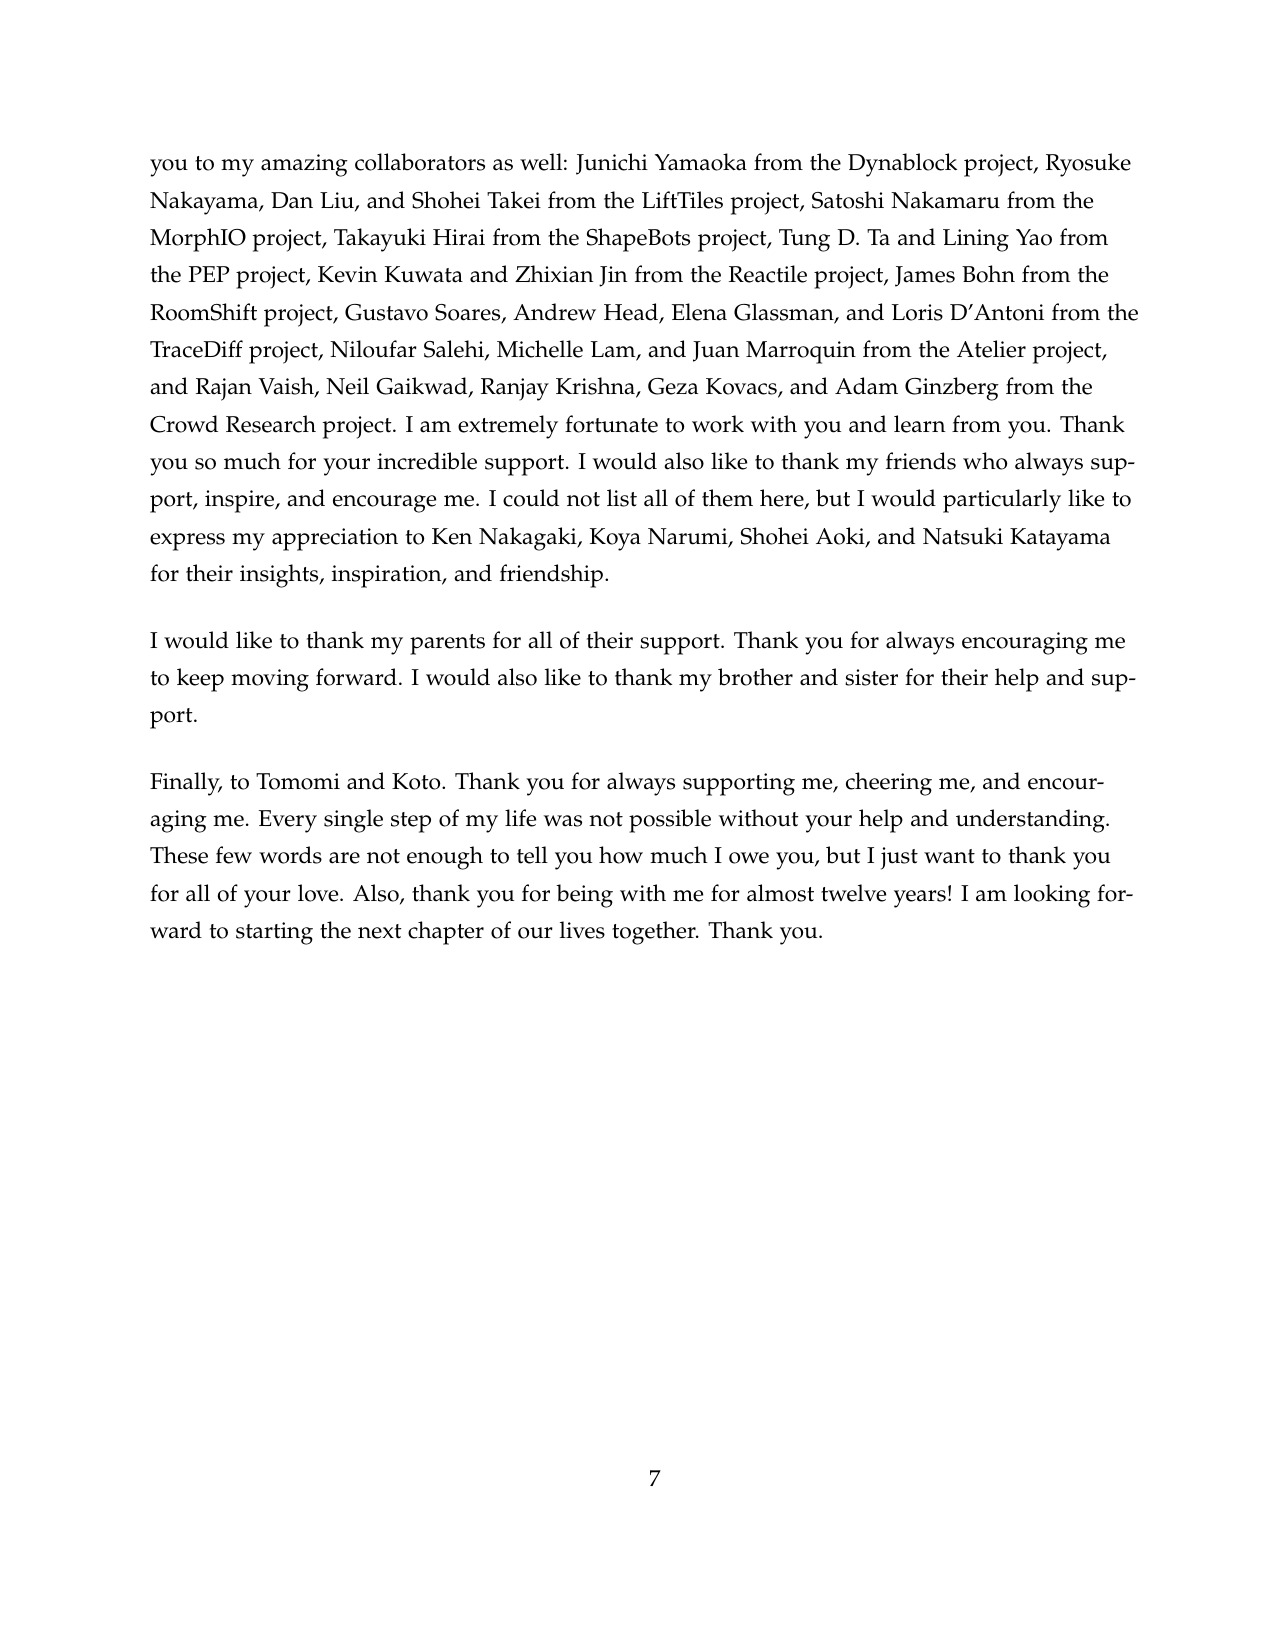 you to my amazing collaborators as well: Junichi Yamaoka from the Dynablock project, Ryosuke
Nakayama, Dan Liu, and Shohei Takei from the LiftTiles project, Satoshi Nakamaru from the
MorphIO project, Takayuki Hirai from the ShapeBots project, Tung D. Ta and Lining Yao from
the PEP project, Kevin Kuwata and Zhixian Jin from the Reactile project, James Bohn from the
RoomShift project, Gustavo Soares, Andrew Head, Elena Glassman, and Loris D’Antoni from the
TraceDiff project, Niloufar Salehi, Michelle Lam, and Juan Marroquin from the Atelier project,
and Rajan Vaish, Neil Gaikwad, Ranjay Krishna, Geza Kovacs, and Adam Ginzberg from the
Crowd Research project. I am extremely fortunate to work with you and learn from you. Thank
you so much for your incredible support. I would also like to thank my friends who always sup-
port, inspire, and encourage me. I could not list all of them here, but I would particularly like to
express my appreciation to Ken Nakagaki, Koya Narumi, Shohei Aoki, and Natsuki Katayama
for their insights, inspiration, and friendship.
I would like to thank my parents for all of their support. Thank you for always encouraging me
to keep moving forward. I would also like to thank my brother and sister for their help and sup-
port.
Finally, to Tomomi and Koto. Thank you for always supporting me, cheering me, and encour-
aging me. Every single step of my life was not possible without your help and understanding.
These few words are not enough to tell you how much I owe you, but I just want to thank you
for all of your love. Also, thank you for being with me for almost twelve years! I am looking for-
ward to starting the next chapter of our lives together. Thank you.
7